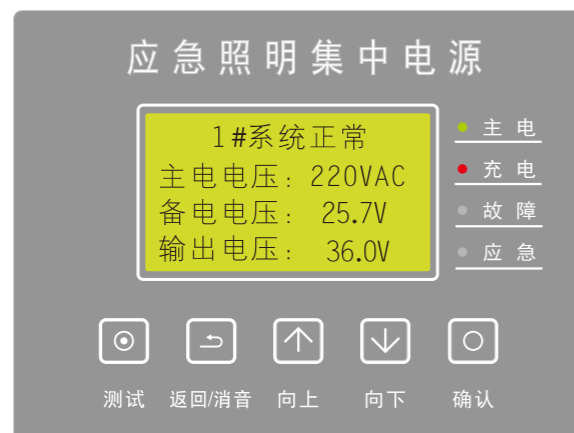 应急照明集中电源
1#系统正常
主电电压：220VAC
备电电压：25.7V
输出电压：36.0V
主电
充电
故障
应急
测试 返回/消音 向上 向下 确认